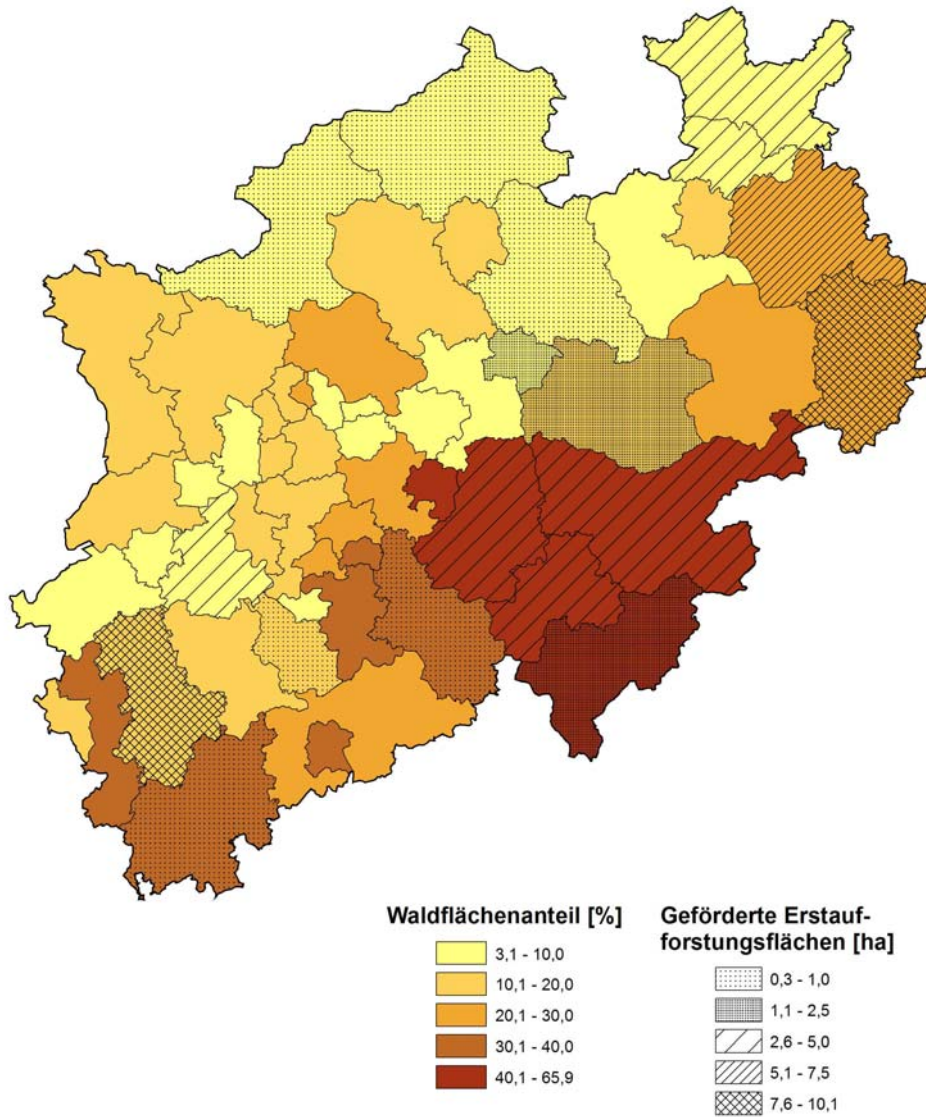 Waldflächenanteil [%]
3,1 - 10,0
10,1 - 20,0
20,1 - 30,0
30,1 - 40,0
40,1 - 65,9
Geförderte Erstauf-
forstungsflächen [ha]
0,3 - 1,0
1,1 - 2,5
2,6 - 5,0
5,1 - 7,5
7,6 - 10,1